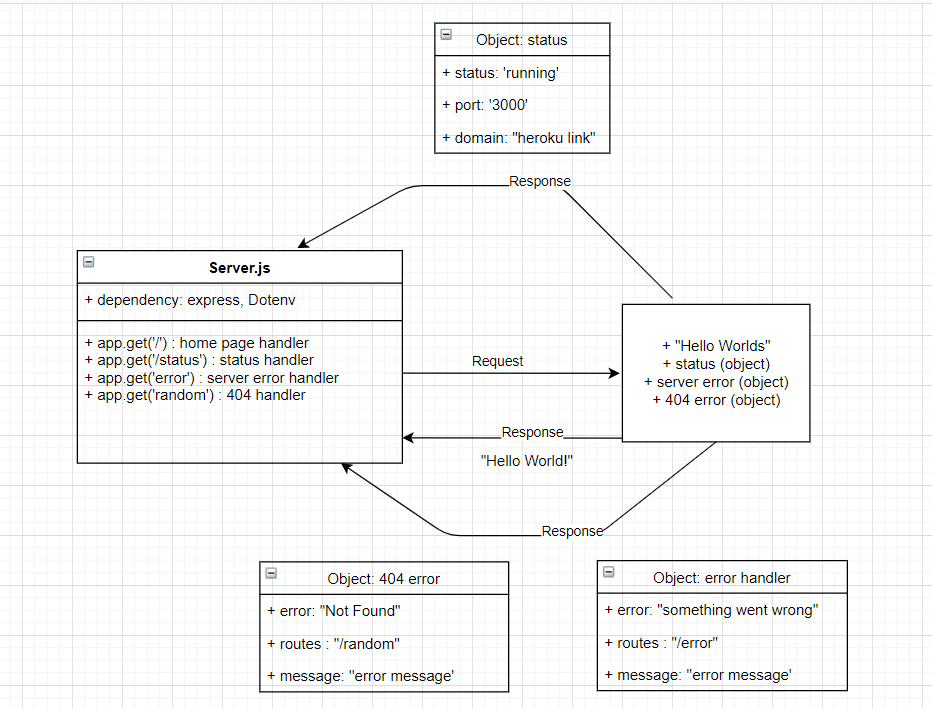 Object: status
+ status: 'running'
+ port: '3000'
+ domain: "heroku link"
Response
Server.js
+ dependency: express, Dotenv
+ app.get('/') : home page handler
+ app.get('/status') : status handler
+ app.get('error') : server error handler
+ app.get('random') : 404 handler
Request
+ "Hello Worlds"
+ status (object)
+ server error (object)
+ 404 error (object)
Response
"Hello World!"
Response
Object: 404 error
+ error: "Not Found"
+ routes : "/random"
+ message: "error message'
Object: error handler
+ error: "something went wrong"
+ routes : "/error"
+ message: "error message'